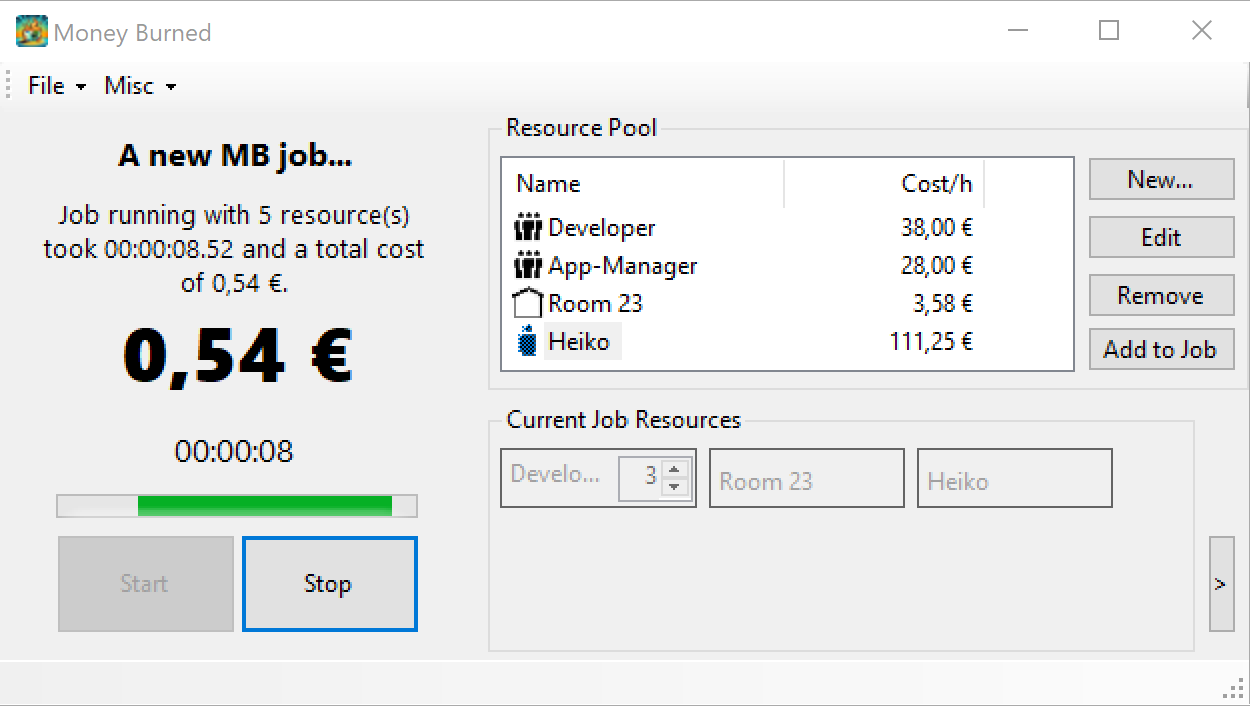 Money Burned
File Misc
A new MB job...
Job running with 5 resource(s)
took 00:00:08.52 and a total cost
of 0,54 €.
0,54 €
00:00:08
Start Stop
Resource Pool
Name Cost/h
Developer 38,00 €
App-Manager 28,00 €
Room 23 3,58 €
Heiko 111,25 €
New...
Edit
Remove
Add to Job
Current Job Resources
Develo... 3 Room 23 Heiko
>